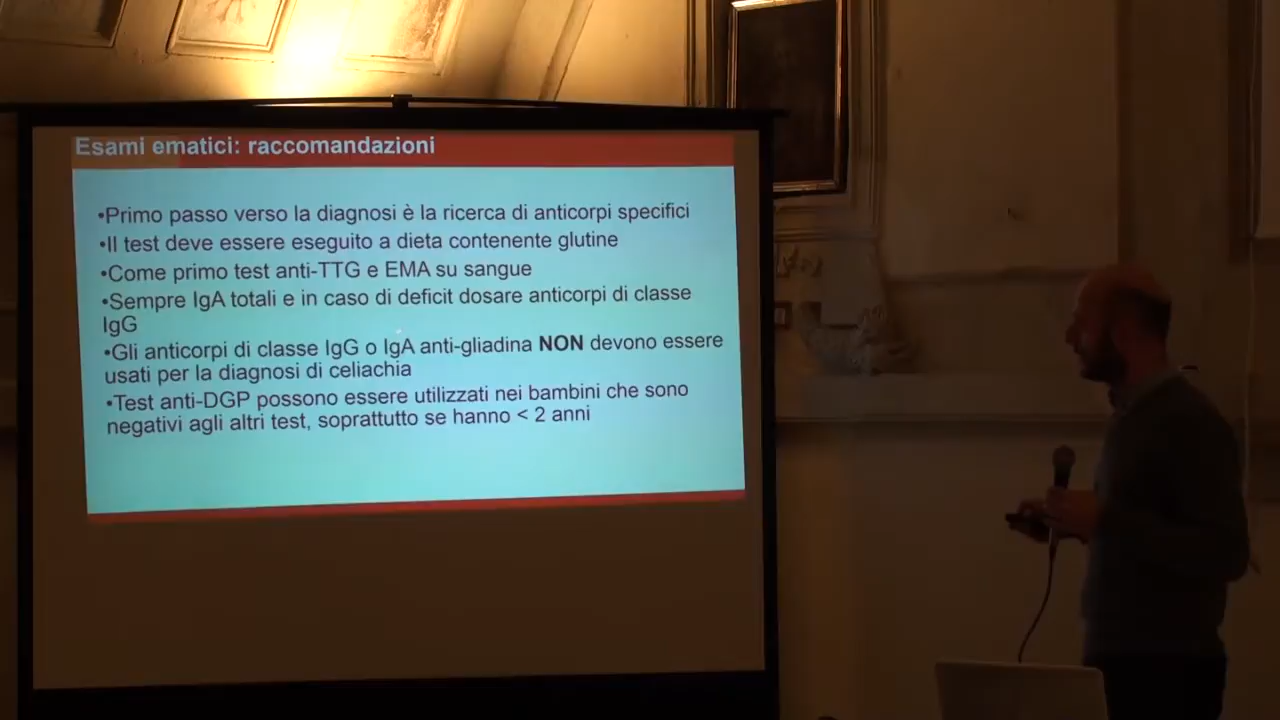 Esami ematici: raccomandazioni
•Primo passo verso la diagnosi è la ricerca di anticorpi specifici
•Il test deve essere eseguito a dieta contenente glutine
•Come primo test anti-TTG e EMA su sangue
•Sempre IgA totali e in caso di deficit dosare anticorpi di classe
IgG
•Gli anticorpi di classe IgG o IgA anti-gliadina NON devono essere
usati per la diagnosi di celiachia
•Test anti-DGP possono essere utilizzati nei bambini che sono
negativi agli altri test, soprattutto se hanno < 2 anni